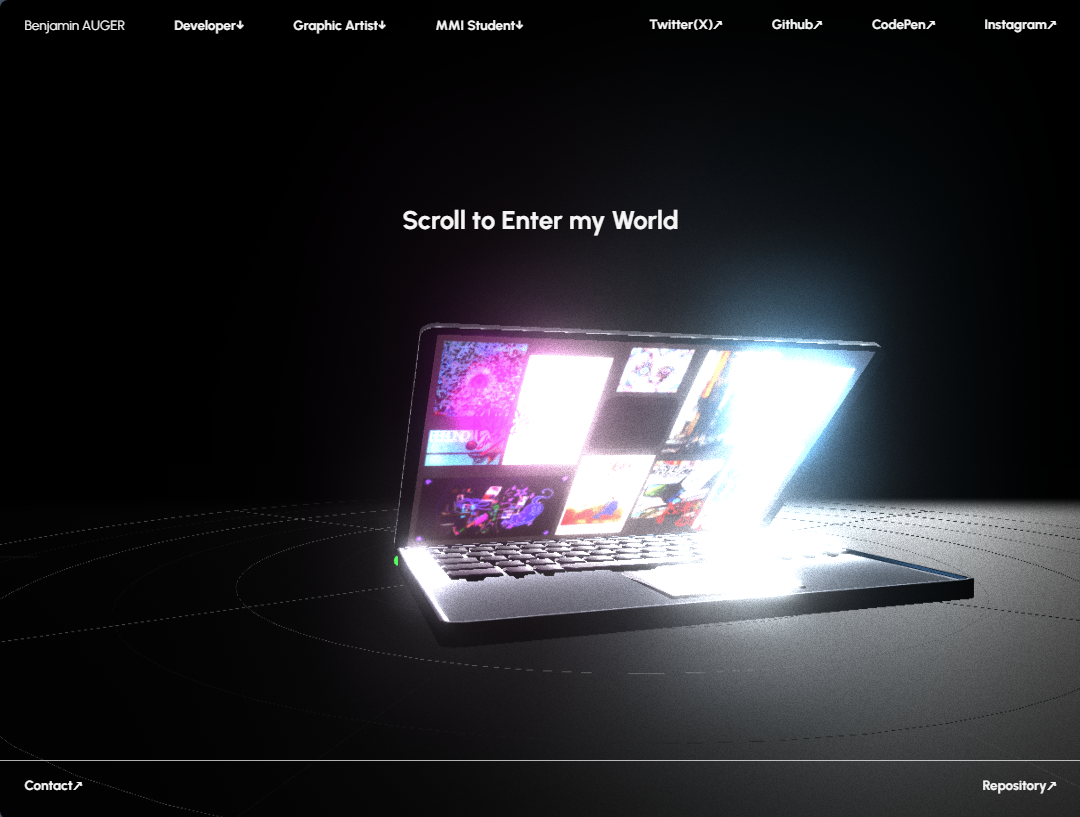 Benjamin AUGER Developer↓ Graphic Artist↓ MMI Student↓ Twitter(X)↗ Github↗ CodePen↗ Instagram↗
Scroll to Enter my World
Contact↗ Repository↗